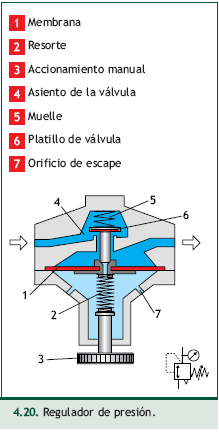 1 Membrana
2 Resorte
3 Accionamiento manual
4 Asiento de la válvula
5 Muelle
6 Platillo de válvula
7 Orificio de escape
4
5
6
1
2
7
3
4.20. Regulador de presión.